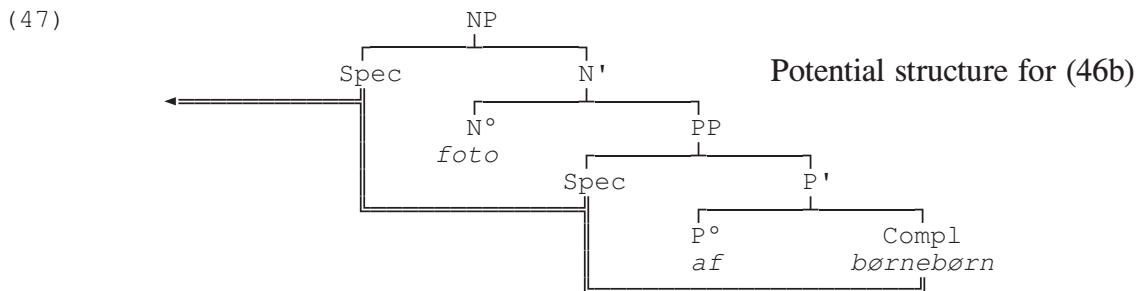 (47) NP
Spec N' Potential structure for (46b)
N° PP
foto
Spec P'
P° Compl
af børnebørn